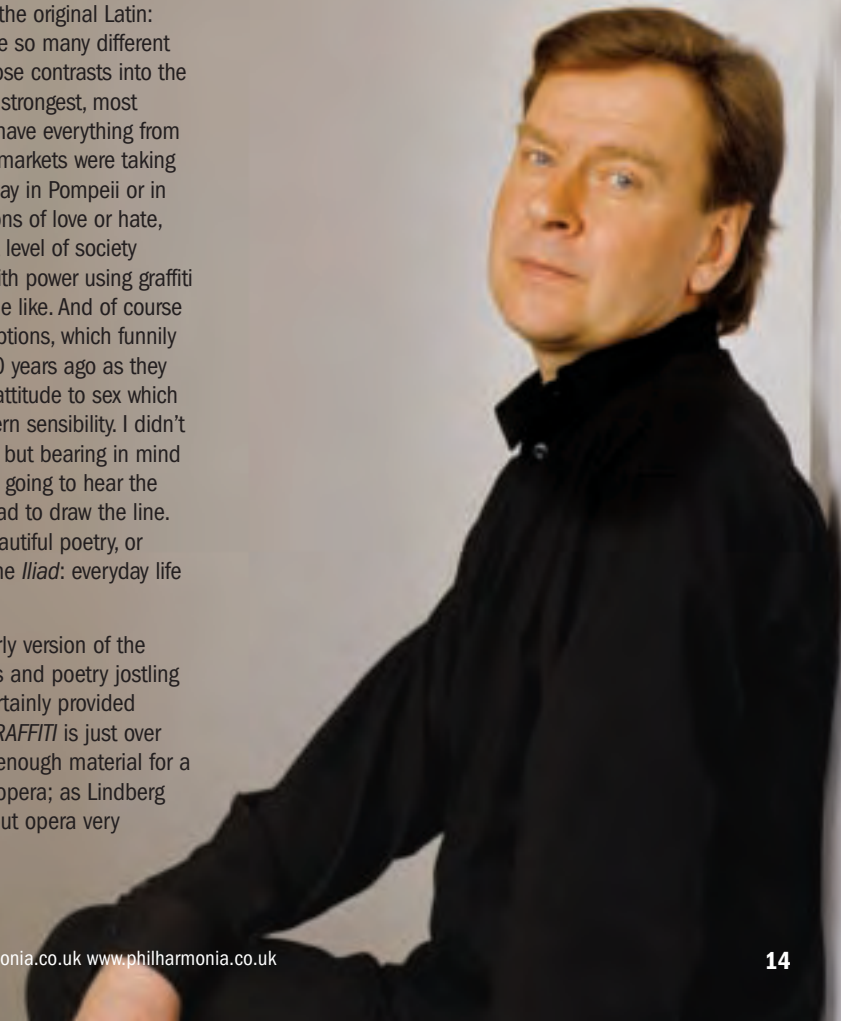 the original Latin:
e so many different
ose contrasts into the
strongest, most
have everything from
markets were taking
ay in Pompeii or in
ons of love or hate,
level of society
ith power using graffiti
e like. And of course
ptions, which funnily
0 years ago as they
attitude to sex which
ern sensibility. I didn't
but bearing in mind
going to hear the
ad to draw the line.
autiful poetry, or
he Iliad: everyday life
rly version of the
s and poetry jostling
rtainly provided
RAFFITI is just over
enough material for a
opera; as Lindberg
ut opera very
onia.co.uk www.philharmonia.co.uk
14